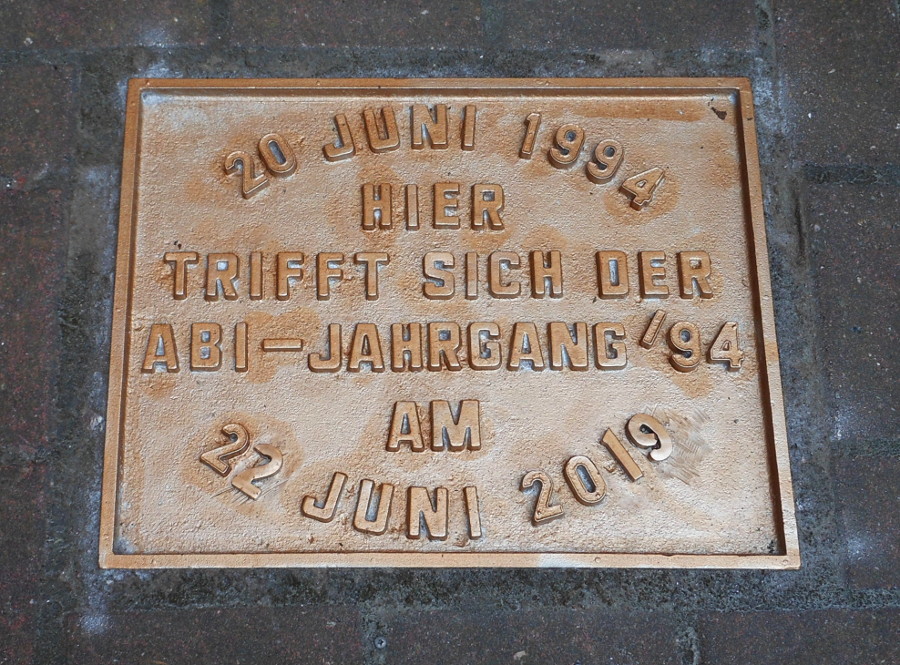 20 JUNI 1994
HIER
TRIFFT SICH DER
ABI-JAHRGANG '94
AM
22 JUNI 2019